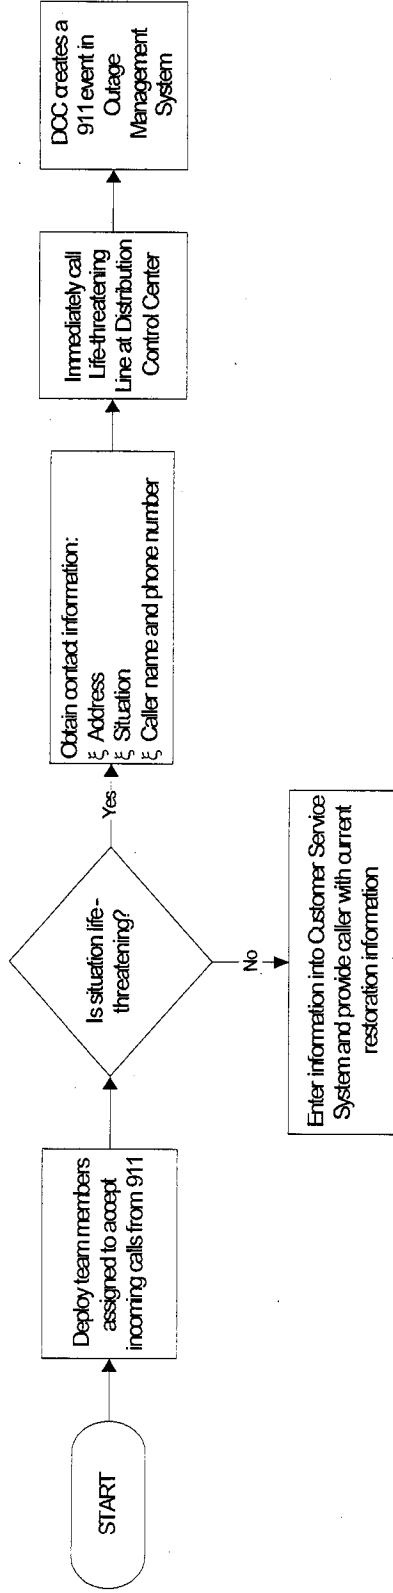 START
Deploy team members
assigned to accept
incoming calls from 911
Is situation life-
threatening?
Yes
Obtain contact information:
ξ Address
ξ Situation
ξ Caller name and phone number
Immediately call
Life-threatening
Line at Distribution
Control Center
DCC creates a
911 event in
Outage
Management
System
No
Enter information into Customer Service
System and provide caller with current
restoration information